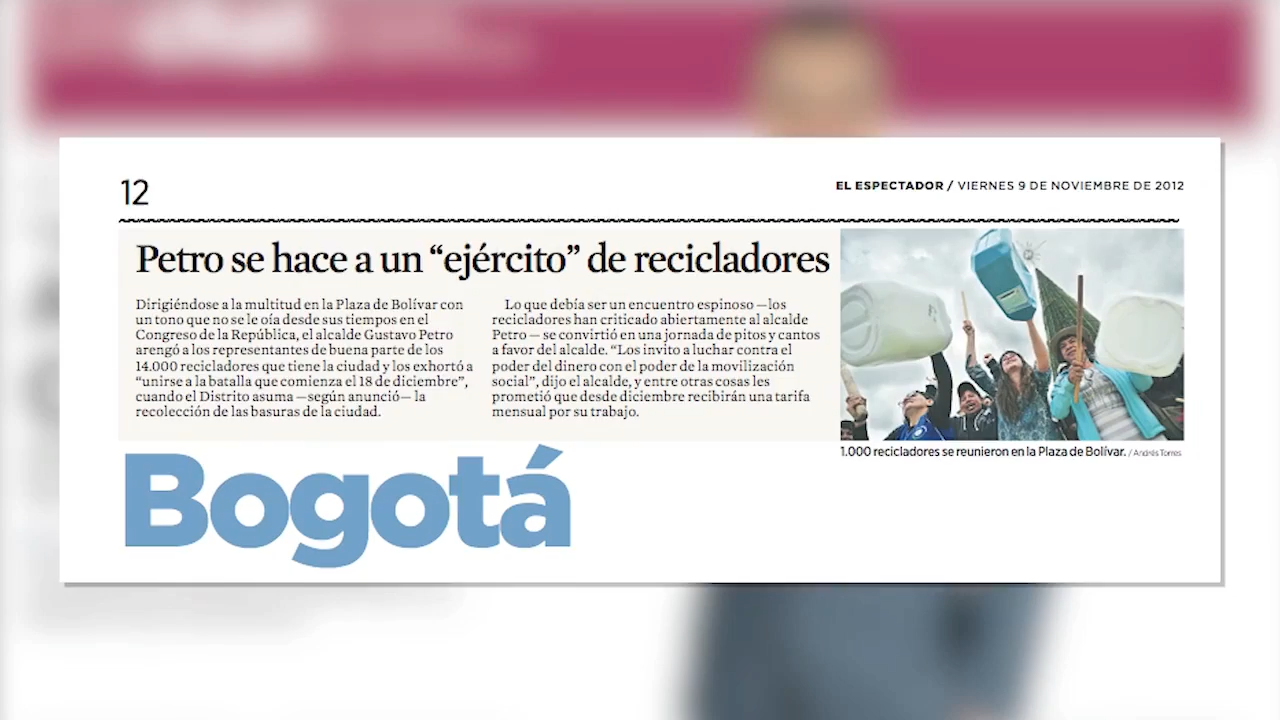 12
EL ESPECTADOR / VIERNES 9 DE NOVIEMBRE DE 2012
Petro se hace a un “ejército” de recicladores
Dirigiéndose a la multitud en la Plaza de Bolívar con
un tono que no se le oía desde sus tiempos en el
Congreso de la República, el alcalde Gustavo Petro
arengó a los representantes de buena parte de los
14.000 recicladores que tiene la ciudad y los exhortó a
“unirse a la batalla que comienza el 18 de diciembre”,
cuando el Distrito asuma —según anunció— la
recolección de las basuras de la ciudad.
Lo que debía ser un encuentro espinoso —los
recicladores han criticado abiertamente al alcalde
Petro — se convirtió en una jornada de pitos y cantos
a favor del alcalde. “Los invito a luchar contra el
poder del dinero con el poder de la movilización
social”, dijo el alcalde, y entre otras cosas les
prometió que desde diciembre recibirán una tarifa
mensual por su trabajo.
1.000 recicladores se reunieron en la Plaza de Bolívar. / Andrés Torres
Bogotá